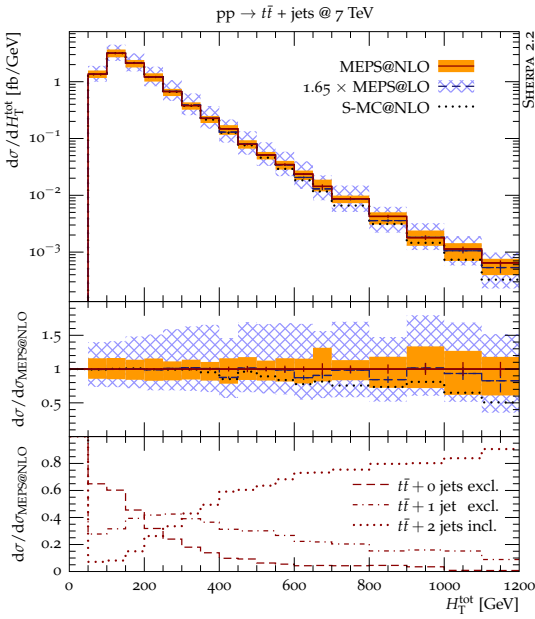 pp → tt̄ + jets @ 7 TeV
dσ/dH_T^tot [fb/GeV]
1
10⁻¹
10⁻²
10⁻³
MEPS@NLO
1.65 × MEPS@LO
S-MC@NLO
SHERPA 2.2
dσ/dσ_MEPS@NLO
1.5
1
0.5
dσ/dσ_MEPS@NLO
0.8
0.6
0.4
0.2
0
tt̄ + 0 jets excl.
tt̄ + 1 jet excl.
tt̄ + 2 jets incl.
0 200 400 600 800 1000 1200
H_T^tot [GeV]